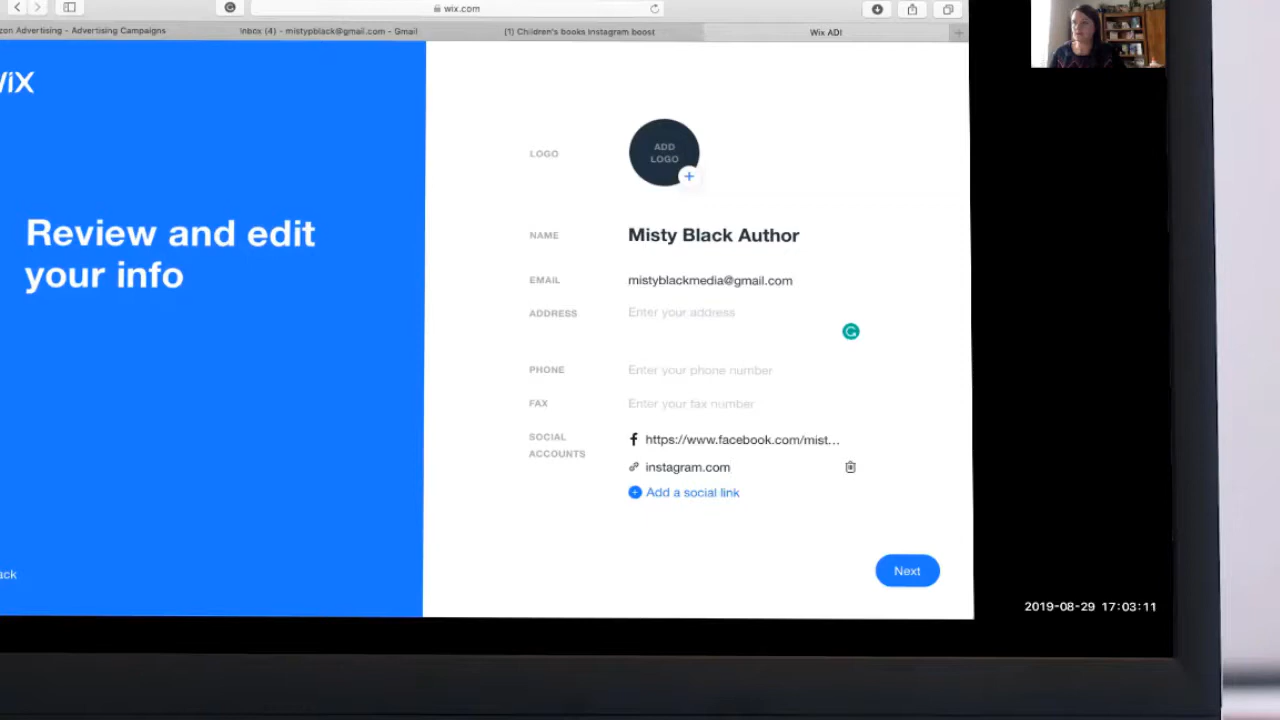 wix.com
zon Advertising - Advertising Campaigns
Inbox (4) - mistypblack@gmail.com - Gmail
(1) Children's books Instagram boost
Wix ADI
WiX
Review and edit
your info
LOGO
ADD
LOGO
NAME
Misty Black Author
EMAIL
mistyblackmedia@gmail.com
ADDRESS
Enter your address
PHONE
Enter your phone number
FAX
Enter your fax number
SOCIAL
ACCOUNTS
https://www.facebook.com/mist...
instagram.com
Add a social link
ack
Next
2019-08-29 17:03:11